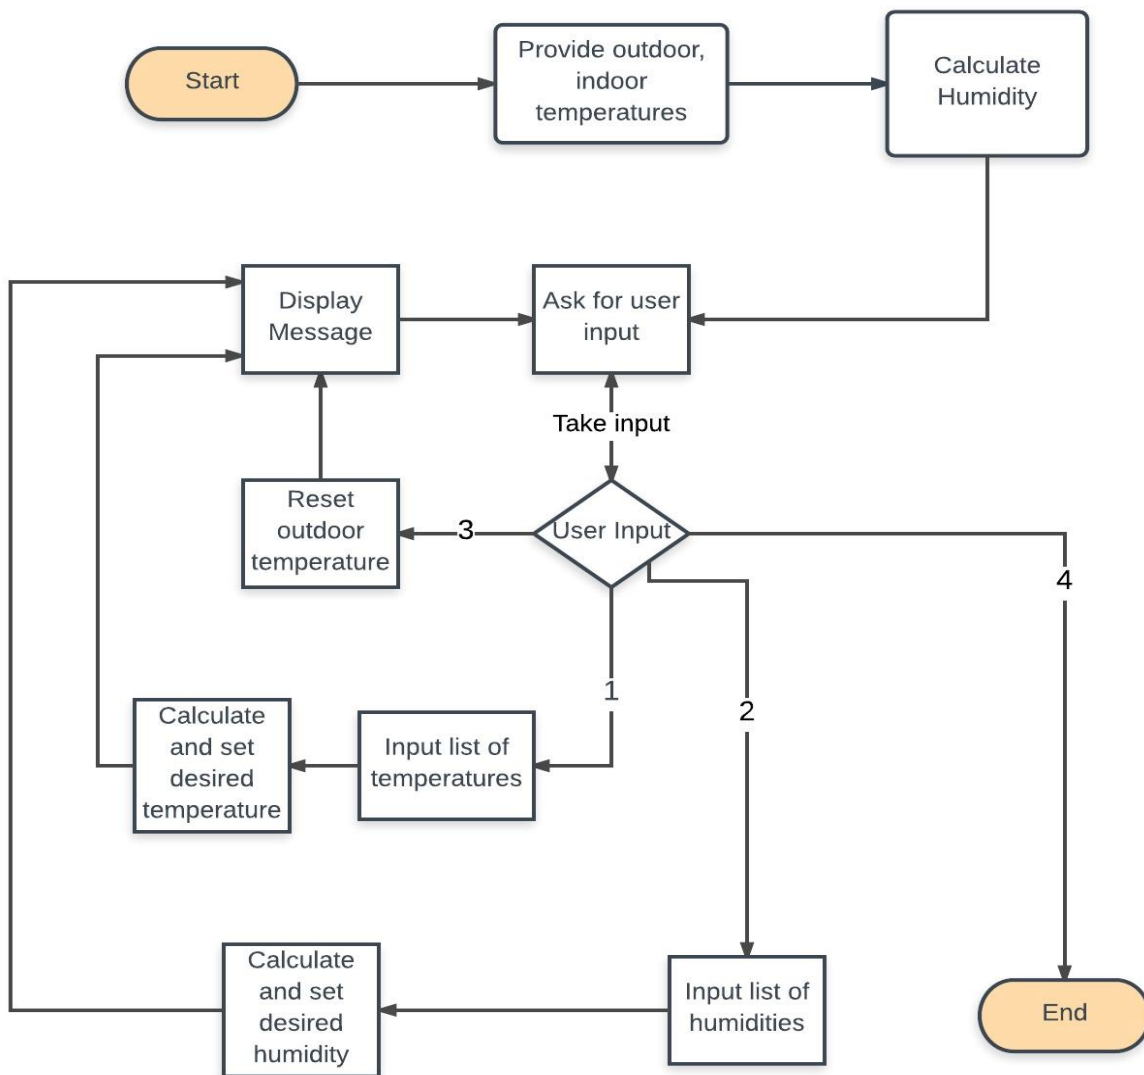 Start
Provide outdoor,
indoor
temperatures
Calculate
Humidity
Display
Message
Ask for user
input
Take input
Reset
outdoor
temperature
3
User Input
4
1
2
Calculate
and set
desired
temperature
Input list of
temperatures
Calculate
and set
desired
humidity
Input list of
humidities
End